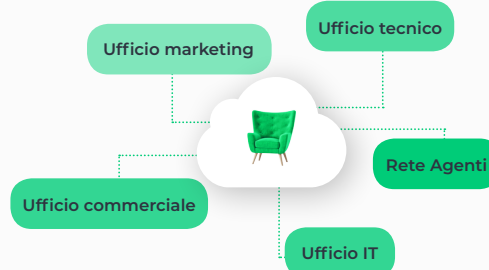 Ufficio tecnico
Ufficio marketing
Rete Agenti
Ufficio commerciale
Ufficio IT